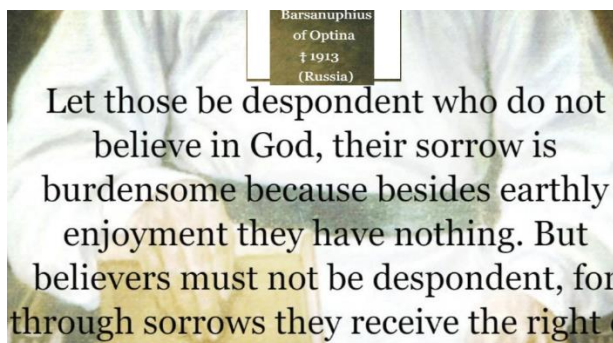 Barsanuphius
of Optina
† 1913
(Russia)
Let those be despondent who do not
believe in God, their sorrow is
burdensome because besides earthly
enjoyment they have nothing. But
believers must not be despondent, for
through sorrows they receive the right